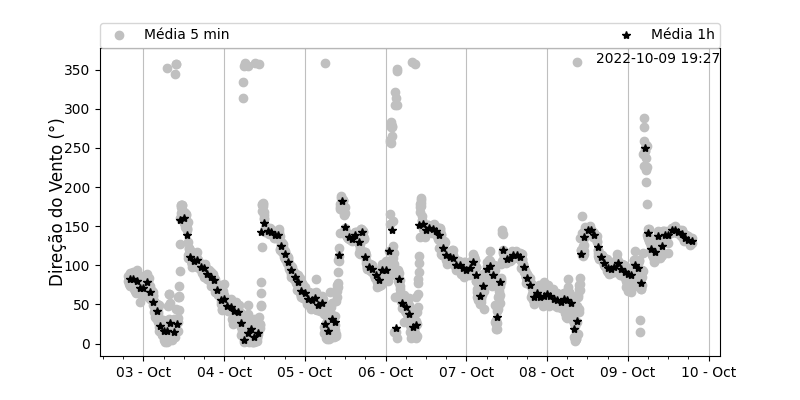 Média 5 min
Média 1h
2022-10-09 19:27
Direção do Vento (°)
350
300
250
200
150
100
50
0
03 - Oct
04 - Oct
05 - Oct
06 - Oct
07 - Oct
08 - Oct
09 - Oct
10 - Oct